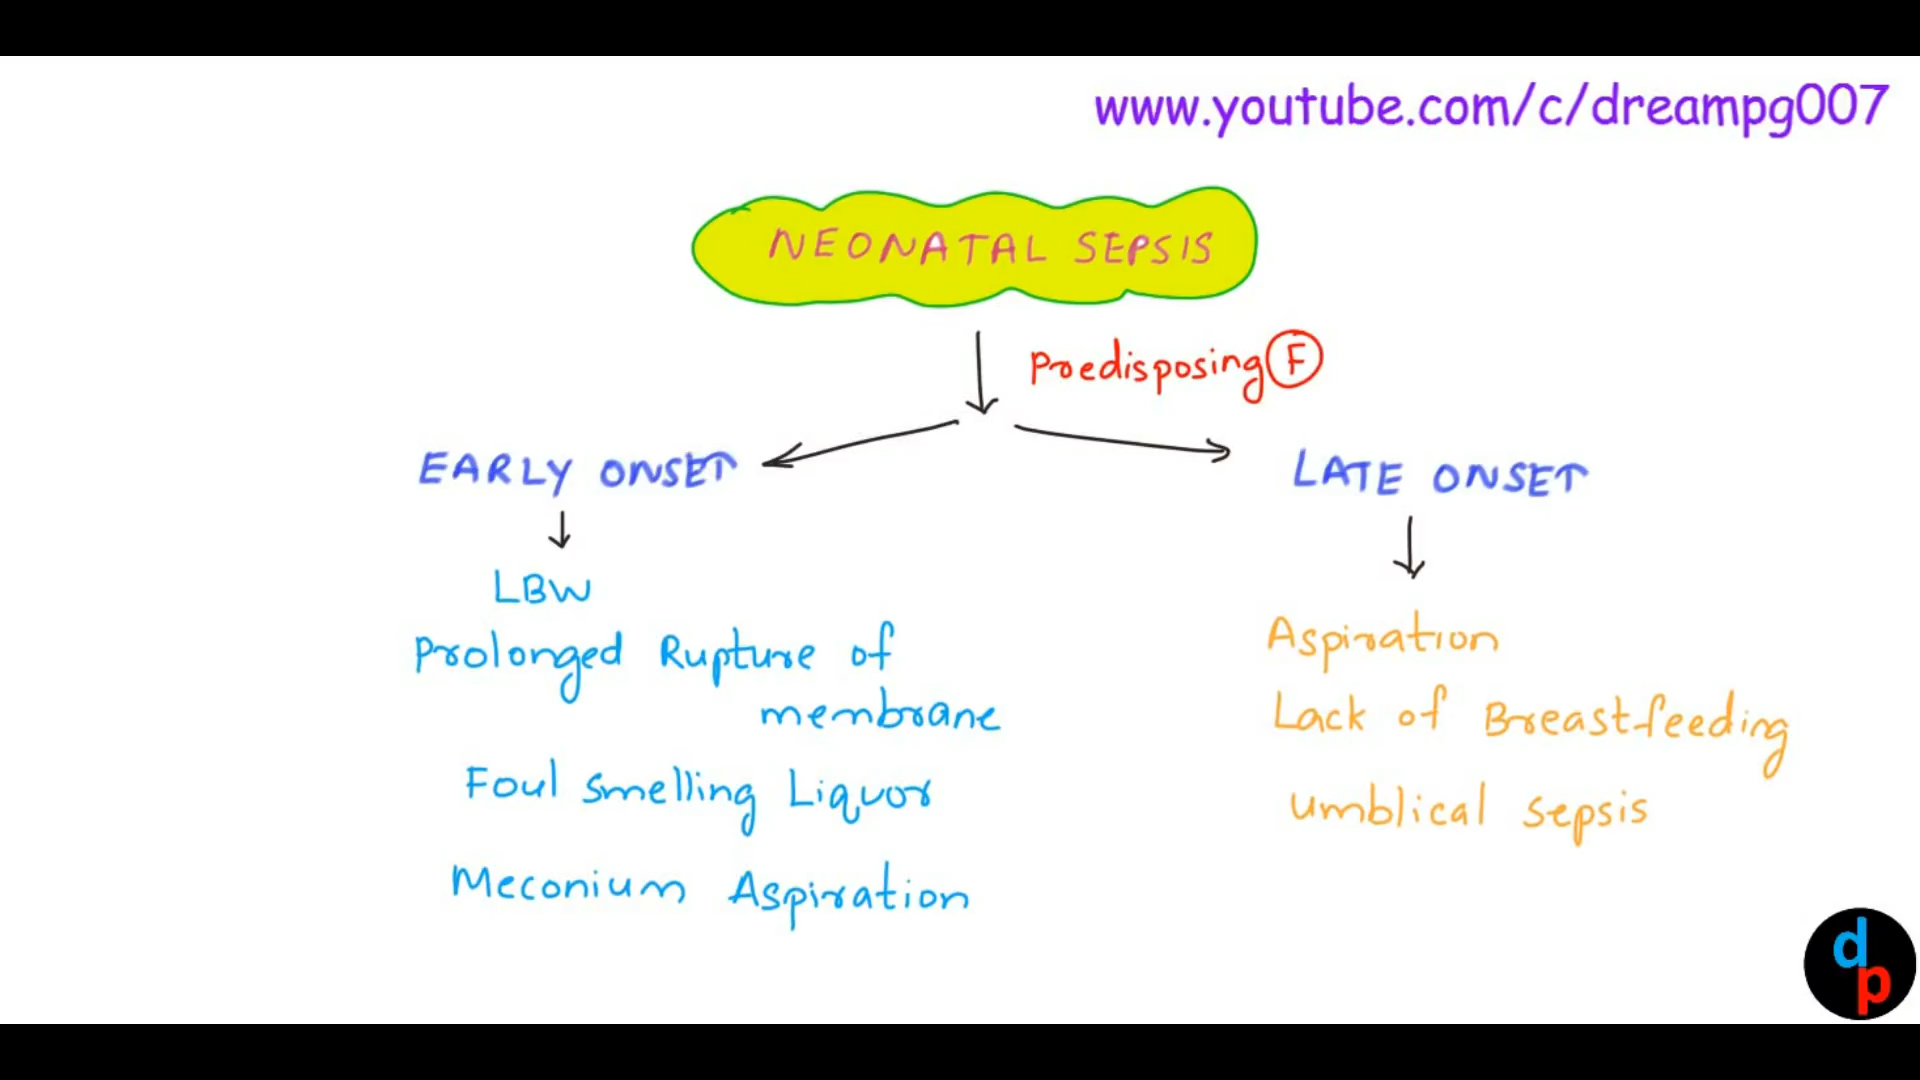 www.youtube.com/c/dreampg007
NEONATAL SEPSIS
Predisposing F
EARLY ONSET
LATE ONSET
LBW
Prolonged Rupture of
membrane
Foul smelling Liquor
Meconium Aspiration
Aspiration
Lack of Breastfeeding
umblical sepsis
dp